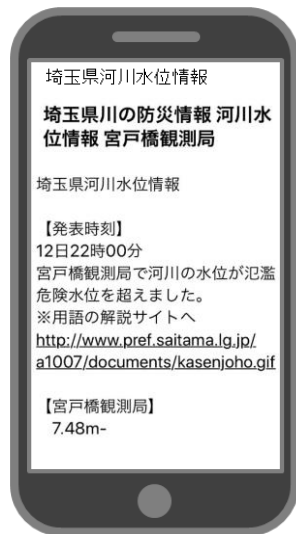 埼玉県河川水位情報
埼玉県川の防災情報 河川水
位情報 宮戸橋観測局
埼玉県河川水位情報
【発表時刻】
12日22時00分
宮戸橋観測局で河川の水位が氾濫
危険水位を超えました。
※用語の解説サイトへ
http://www.pref.saitama.lg.jp/
a1007/documents/kasenjoho.gif
【宮戸橋観測局】
7.48m-